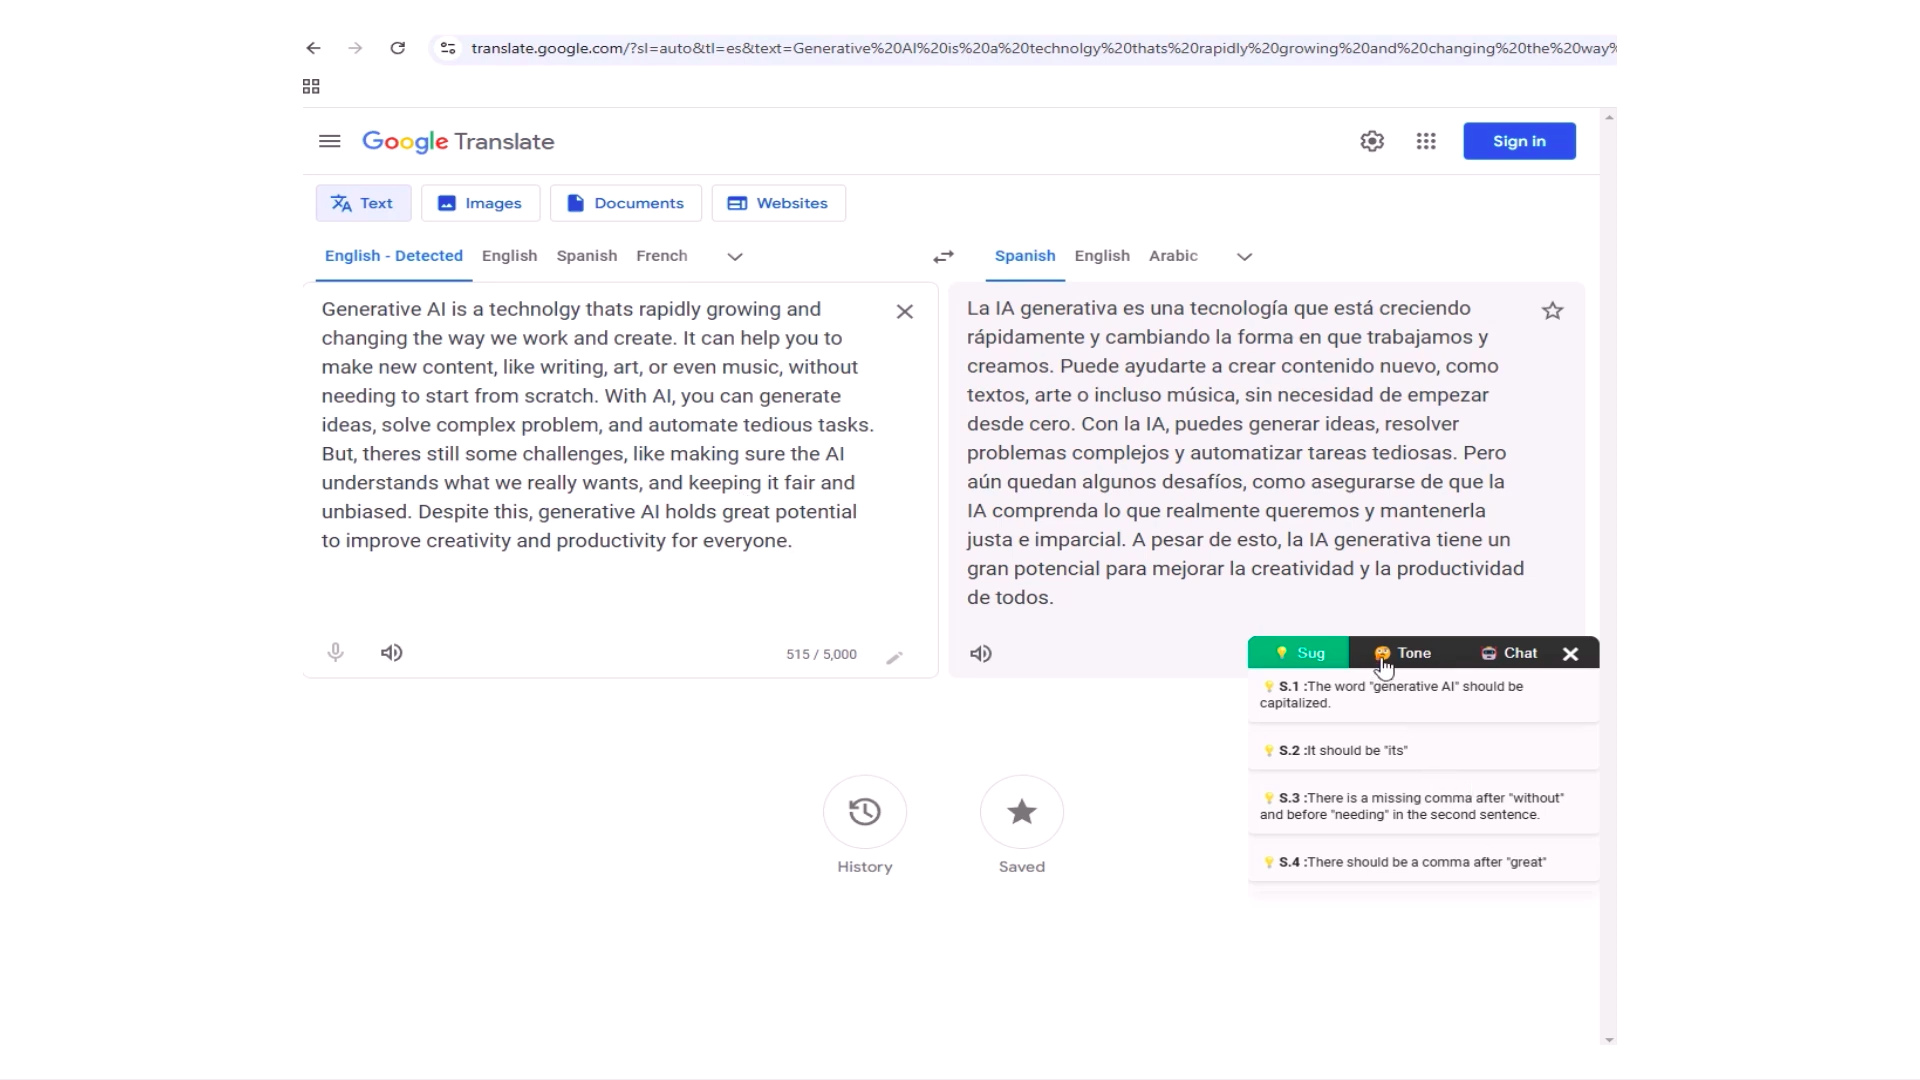 translate.google.com/?sl=auto&tl=es&text=Generative%20AI%20is%20a%20technolgy%20thats%20rapidly%20growing%20and%20changing%20the%20way%
Google Translate
Sign in
Text Images Documents Websites
English - Detected English Spanish French
Spanish English Arabic
Generative AI is a technolgy thats rapidly growing and
changing the way we work and create. It can help you to
make new content, like writing, art, or even music, without
needing to start from scratch. With AI, you can generate
ideas, solve complex problem, and automate tedious tasks.
But, theres still some challenges, like making sure the AI
understands what we really wants, and keeping it fair and
unbiased. Despite this, generative AI holds great potential
to improve creativity and productivity for everyone.
515 / 5,000
La IA generativa es una tecnología que está creciendo
rápidamente y cambiando la forma en que trabajamos y
creamos. Puede ayudarte a crear contenido nuevo, como
textos, arte o incluso música, sin necesidad de empezar
desde cero. Con la IA, puedes generar ideas, resolver
problemas complejos y automatizar tareas tediosas. Pero
aún quedan algunos desafíos, como asegurarse de que la
IA comprenda lo que realmente queremos y mantenerla
justa e imparcial. A pesar de esto, la IA generativa tiene un
gran potencial para mejorar la creatividad y la productividad
de todos.
Sug Tone Chat
S.1 :The word "generative AI" should be
capitalized.
S.2 :It should be "its"
S.3 :There is a missing comma after "without"
and before "needing" in the second sentence.
S.4 :There should be a comma after "great"
History
Saved